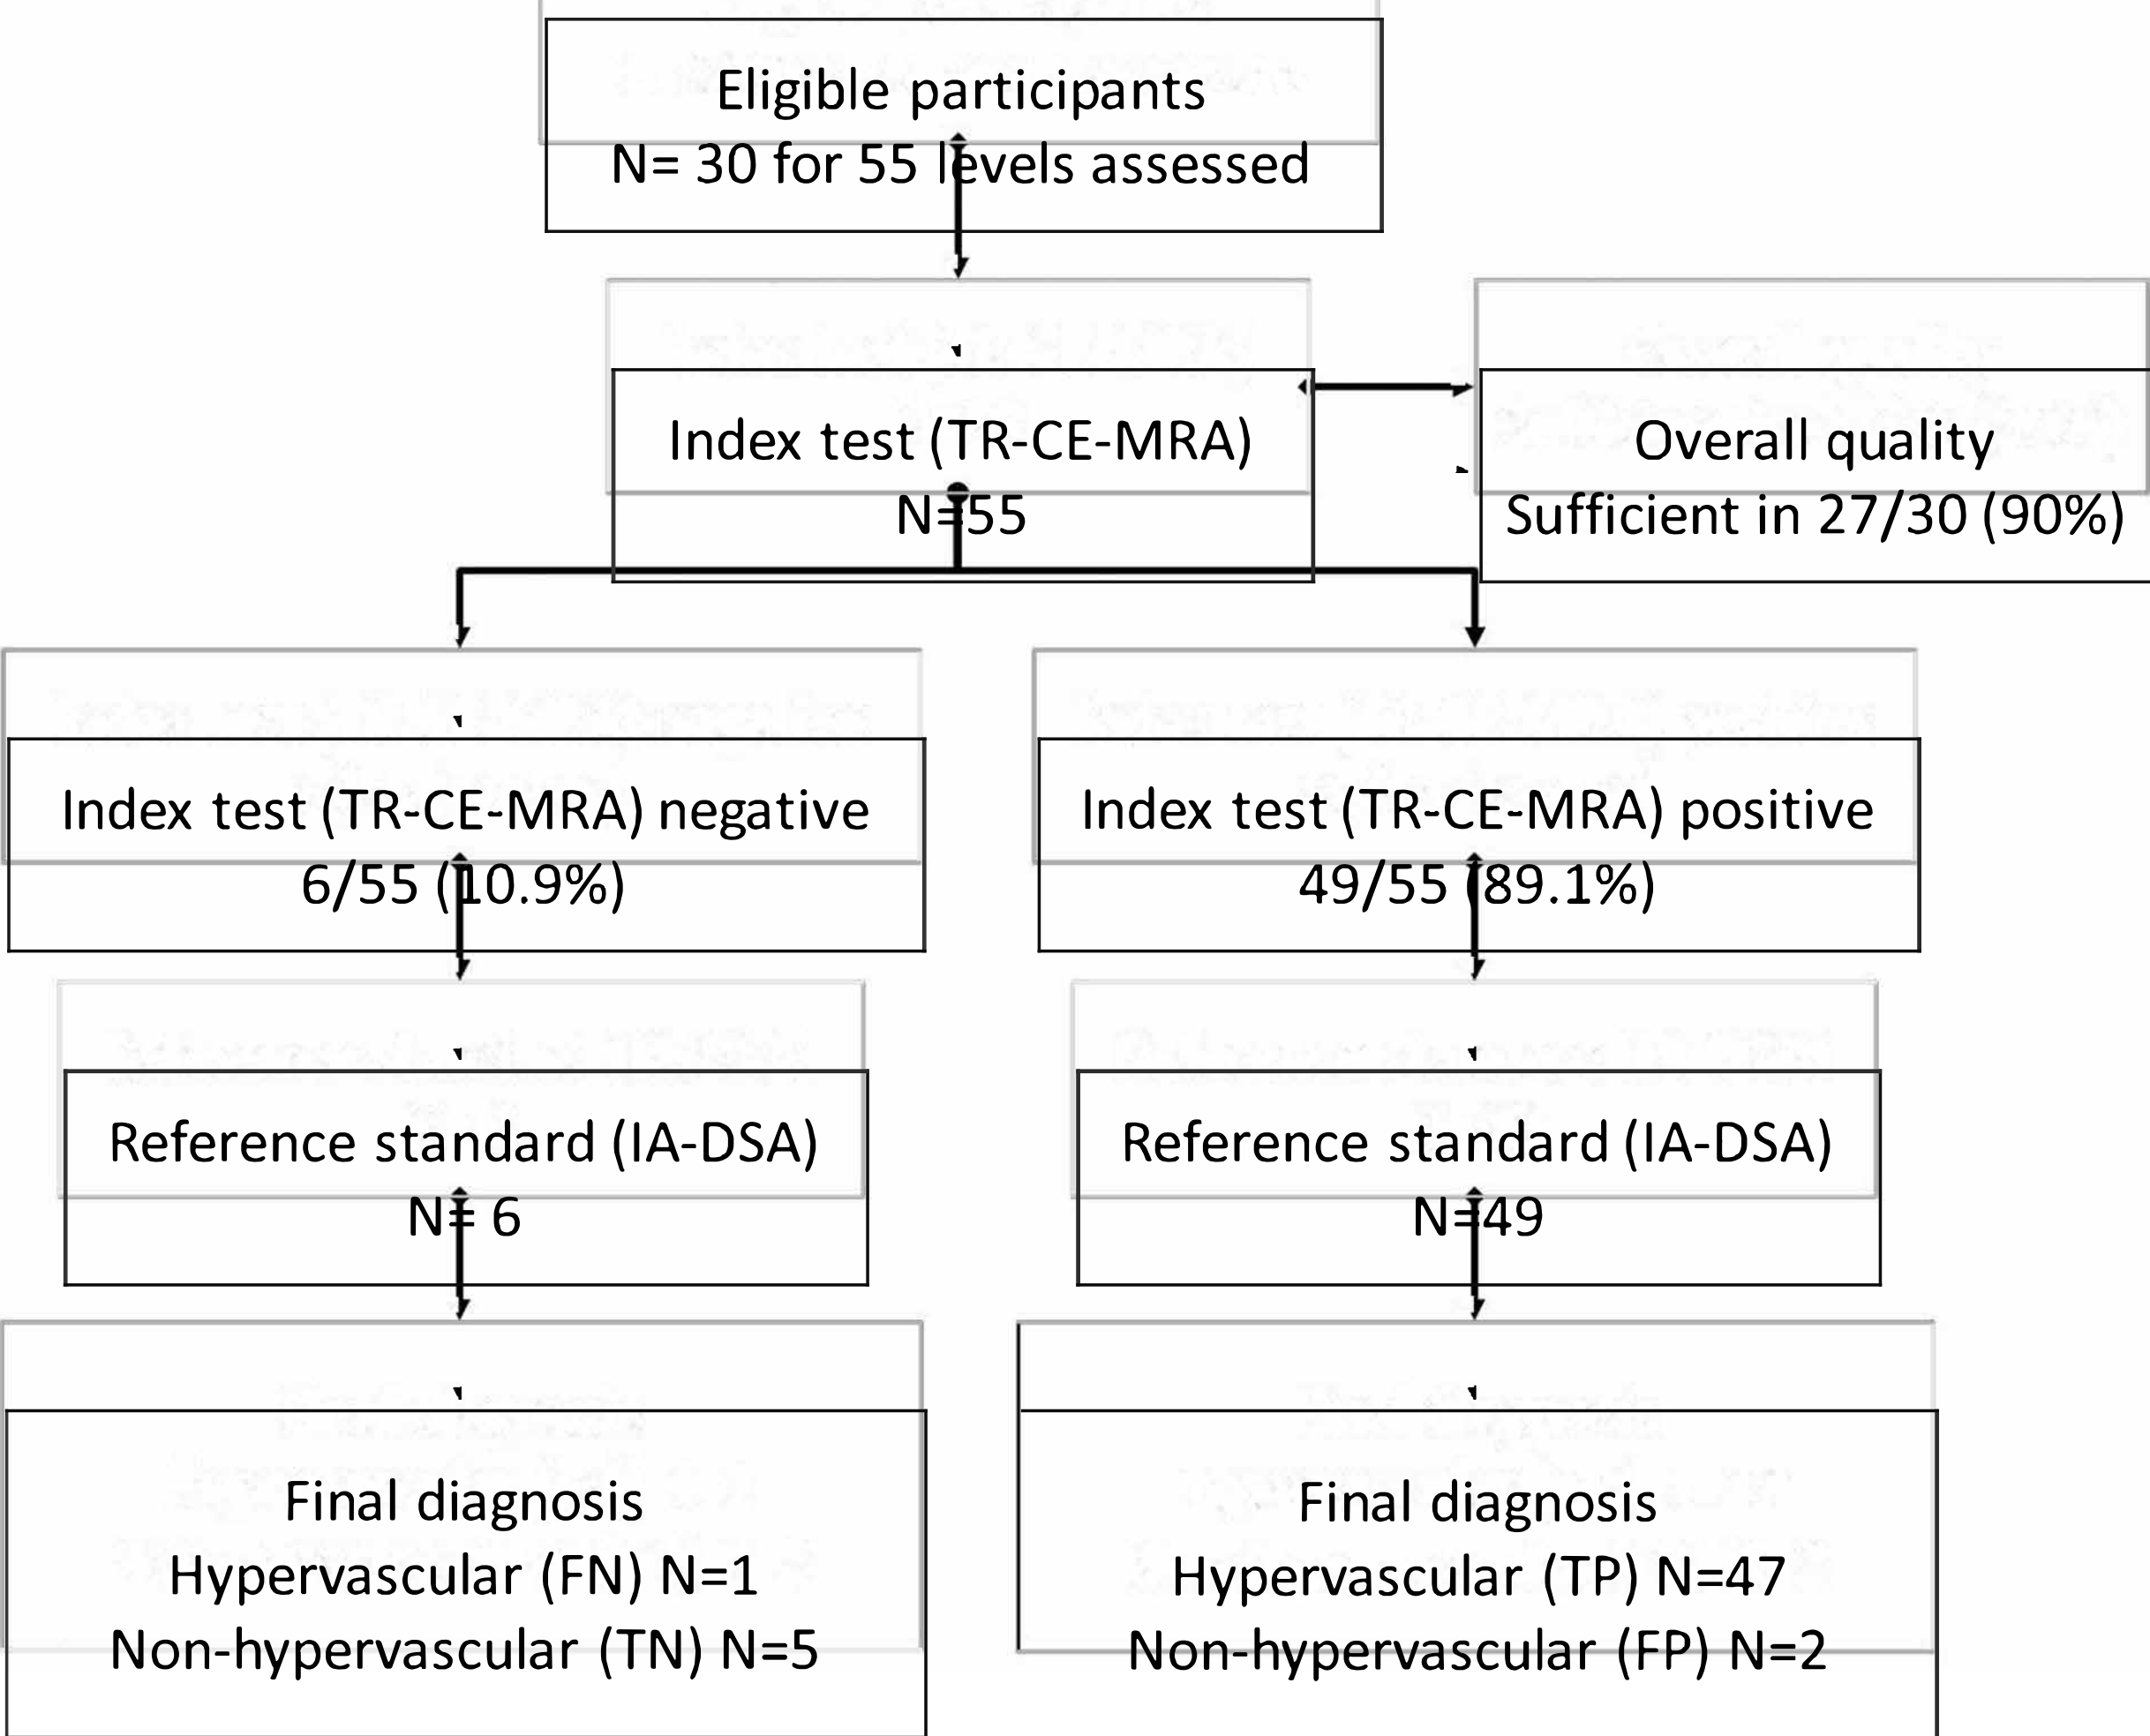 Eligible participants
N= 30 for 55 levels assessed
Index test (TR-CE-MRA)
N=55
Overall quality
Sufficient in 27/30 (90%)
Index test (TR-CE-MRA) negative
6/55 (10.9%)
Index test (TR-CE-MRA) positive
49/55 (89.1%)
Reference standard (IA-DSA)
N= 6
Reference standard (IA-DSA)
N=49
Final diagnosis
Hypervascular (FN) N=1
Non-hypervascular (TN) N=5
Final diagnosis
Hypervascular (TP) N=47
Non-hypervascular (FP) N=2